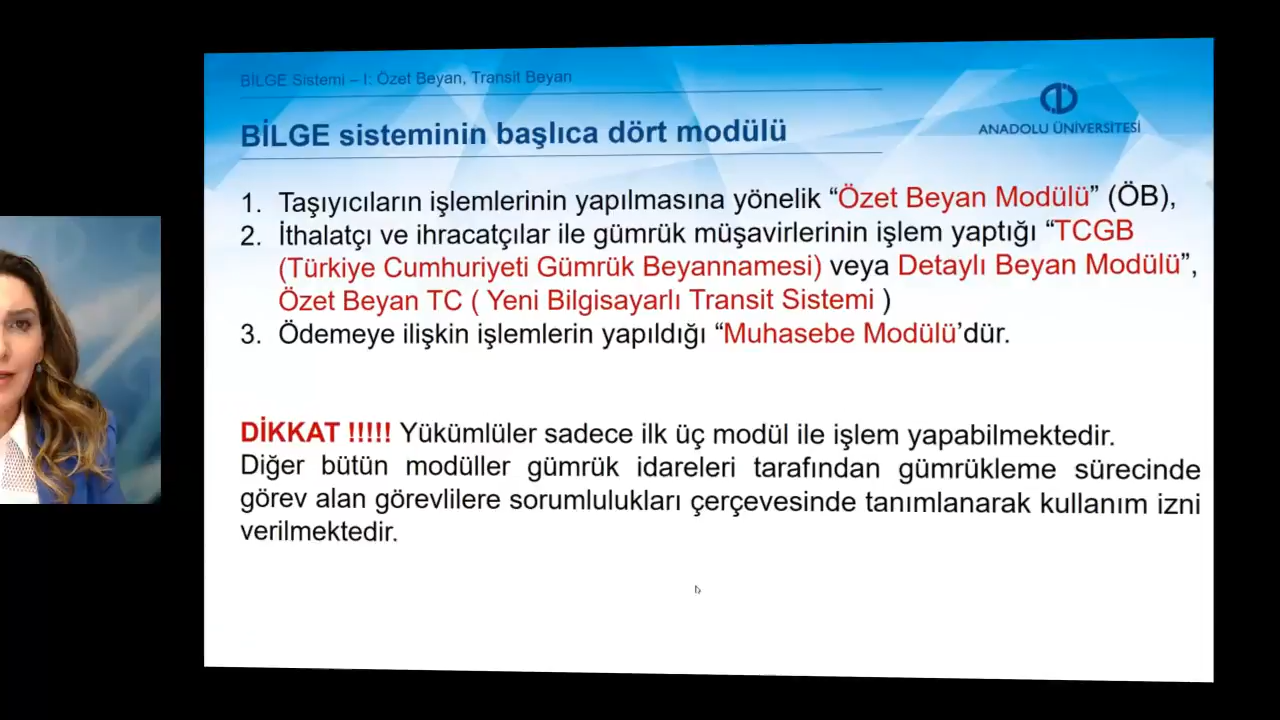 BİLGE Sistemi – I: Özet Beyan, Transit Beyan
ANADOLU ÜNİVERSİTESİ
BİLGE sisteminin başlıca dört modülü
1. Taşıyıcıların işlemlerinin yapılmasına yönelik “Özet Beyan Modülü” (ÖB),
2. İthalatçı ve ihracatçılar ile gümrük müşavirlerinin işlem yaptığı “TCGB
(Türkiye Cumhuriyeti Gümrük Beyannamesi) veya Detaylı Beyan Modülü”,
Özet Beyan TC ( Yeni Bilgisayarlı Transit Sistemi )
3. Ödemeye ilişkin işlemlerin yapıldığı “Muhasebe Modülü’dür.
DİKKAT !!!!! Yükümlüler sadece ilk üç modül ile işlem yapabilmektedir.
Diğer bütün modüller gümrük idareleri tarafından gümrükleme sürecinde
görev alan görevlilere sorumlulukları çerçevesinde tanımlanarak kullanım izni
verilmektedir.